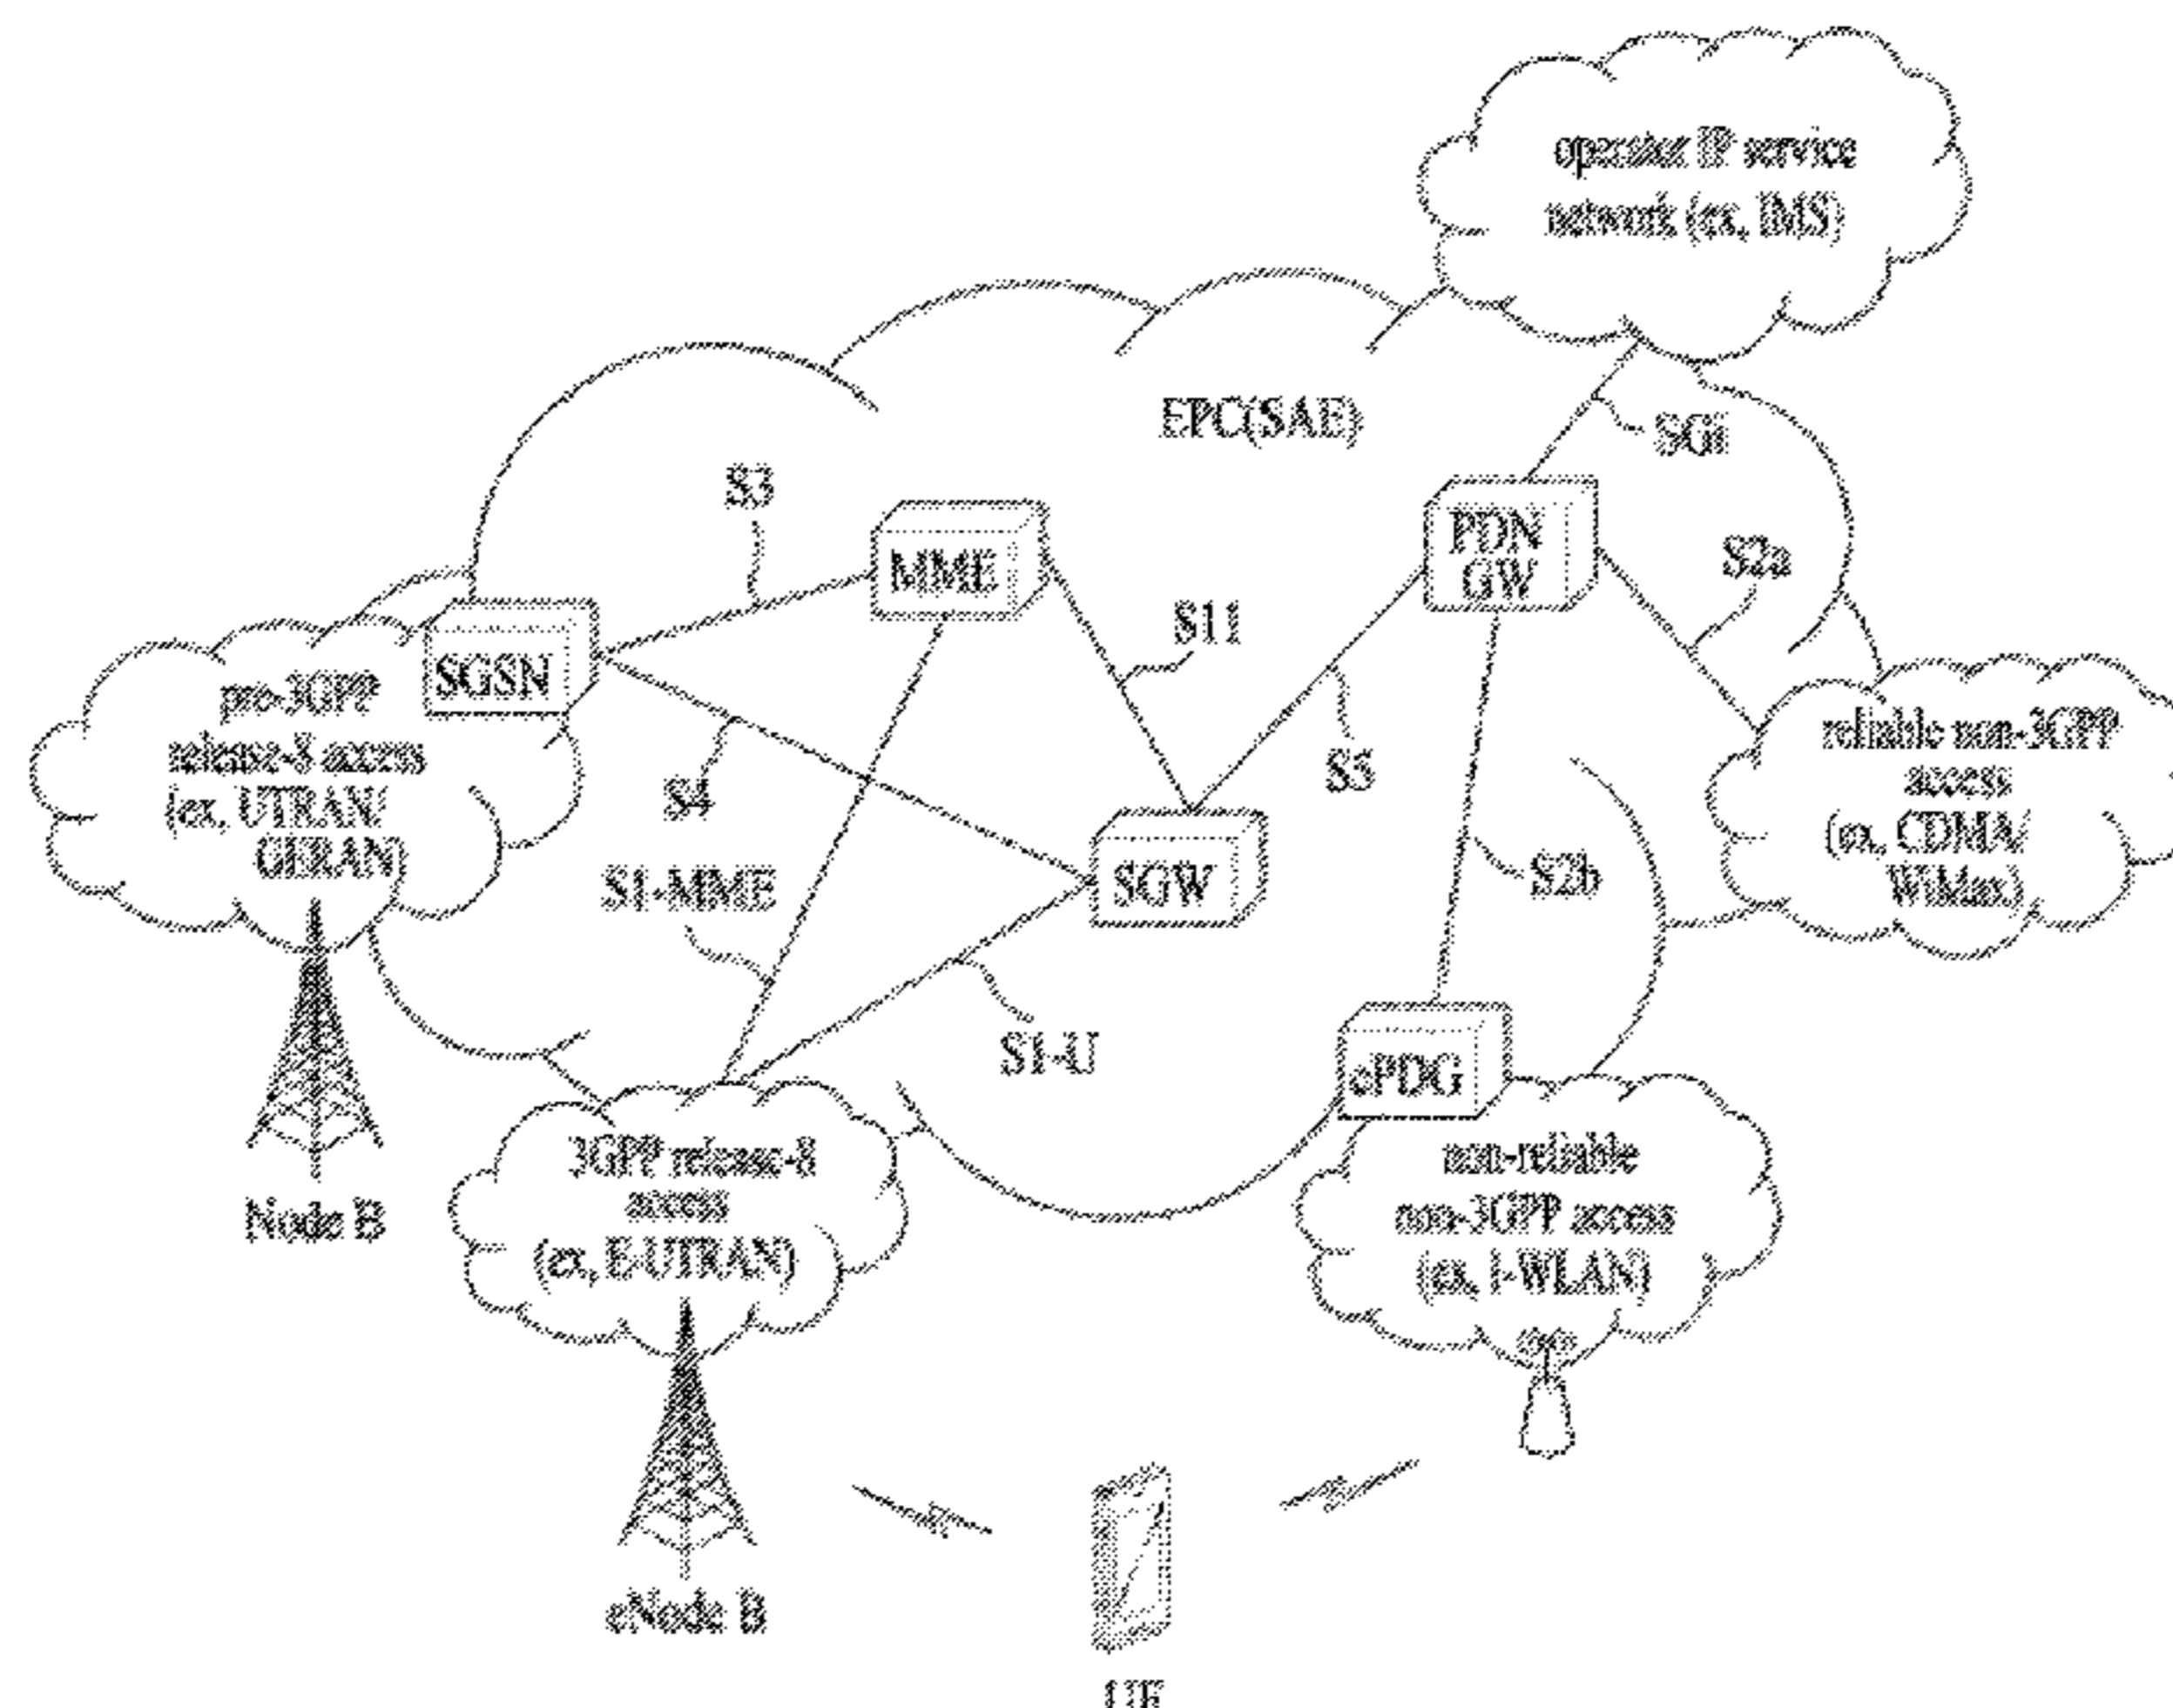 operator IP service
network (ex, IMS)
EPC(SAE)
SGi
S3
MME
PDN
GW
S2a
S11
SGSN
pre-3GPP
release-8 access
(ex, UTRAN/
GERAN)
S4
S5
reliable non-3GPP
access
(ex, CDMA/
WiMax)
S1-MME
SGW
S2b
S1-U
ePDG
Node B
3GPP release-8
access
(ex, E-UTRAN)
non-reliable
non-3GPP access
(ex, I-WLAN)
eNode B
UE